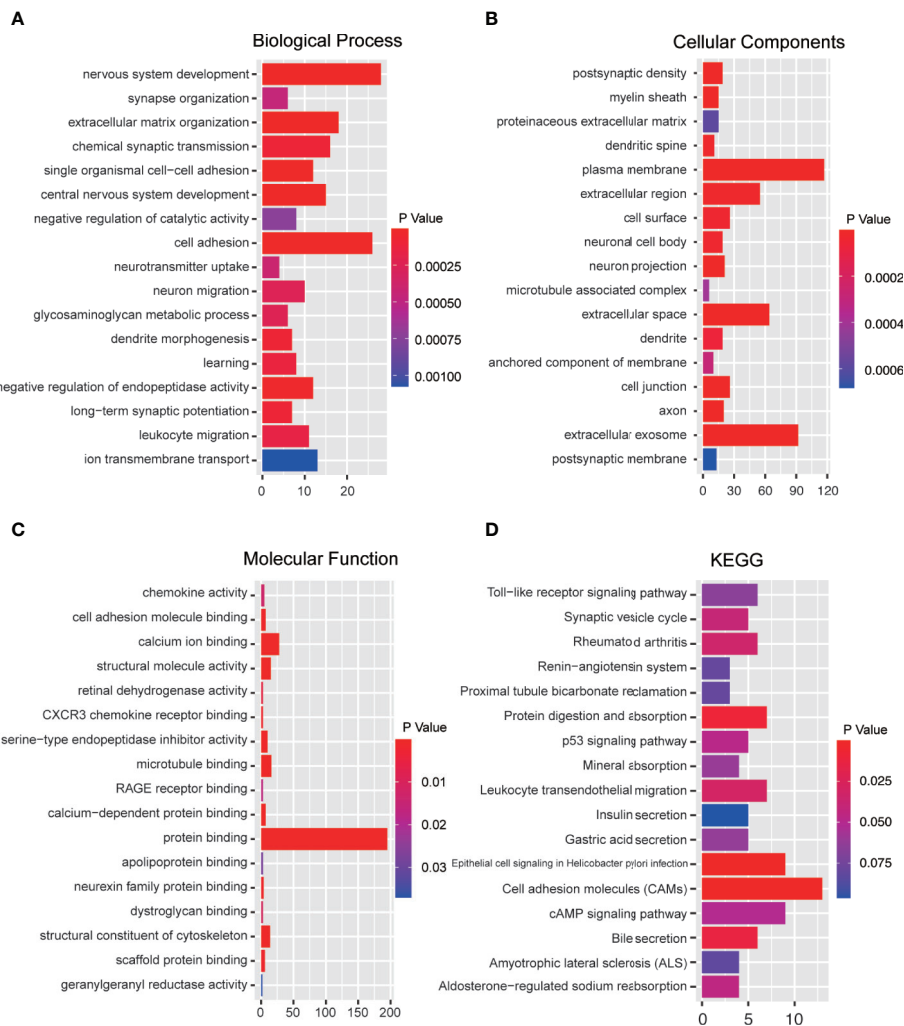 A
Biological Process
nervous system development
synapse organization
extracellular matrix organization
chemical synaptic transmission
single organismal cell−cell adhesion
central nervous system development
negative regulation of catalytic activity
cell adhesion
neurotransmitter uptake
neuron migration
glycosaminoglycan metabolic process
dendrite morphogenesis
learning
negative regulation of endopeptidase activity
long−term synaptic potentiation
leukocyte migration
ion transmembrane transport
0 10 20
P Value
0.00025
0.00050
0.00075
0.00100
B
Cellular Components
postsynaptic density
myelin sheath
proteinaceous extracellular matrix
dendritic spine
plasma membrane
extracellular region
cell surface
neuronal cell body
neuron projection
microtubule associated complex
extracellular space
dendrite
anchored component of membrane
cell junction
axon
extracellular exosome
postsynaptic membrane
0 30 60 90 120
P Value
0.0002
0.0004
0.0006
C
Molecular Function
chemokine activity
cell adhesion molecule binding
calcium ion binding
structural molecule activity
retinal dehydrogenase activity
CXCR3 chemokine receptor binding
serine−type endopeptidase inhibitor activity
microtubule binding
RAGE receptor binding
calcium−dependent protein binding
protein binding
apolipoprotein binding
neurexin family protein binding
dystroglycan binding
structural constituent of cytoskeleton
scaffold protein binding
geranylgeranyl reductase activity
0 50 100 150 200
P Value
0.01
0.02
0.03
D
KEGG
Toll−like receptor signaling pathway
Synaptic vesicle cycle
Rheumatoid arthritis
Renin−angiotensin system
Proximal tubule bicarbonate reclamation
Protein digestion and absorption
p53 signaling pathway
Mineral absorption
Leukocyte transendothelial migration
Insulin secretion
Gastric acid secretion
Epithelial cell signaling in Helicobacter pylori infection
Cell adhesion molecules (CAMs)
cAMP signaling pathway
Bile secretion
Amyotrophic lateral sclerosis (ALS)
Aldosterone−regulated sodium reabsorption
0 5 10
P Value
0.025
0.050
0.075